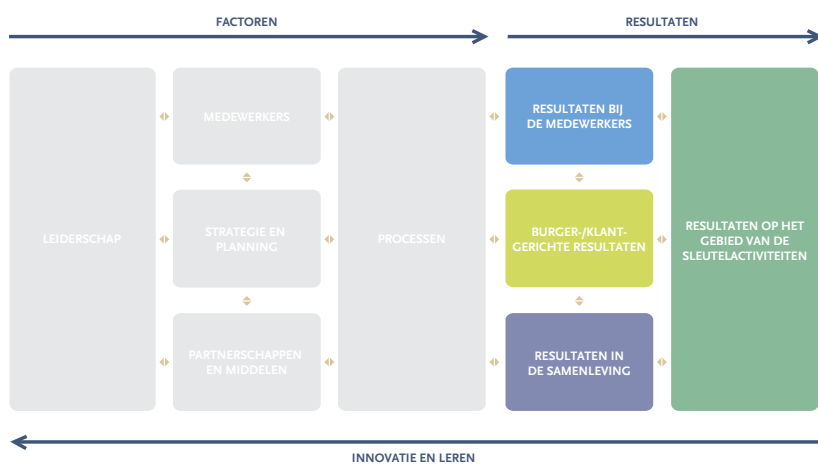 FACTOREN
RESULTATEN
LEIDERSCHAP
MEDEWERKERS
STRATEGIE EN
PLANNING
PARTNERSCHAPPEN
EN MIDDELEN
PROCESSEN
RESULTATEN BIJ
DE MEDEWERKERS
BURGER-/KLANT-
GERICHTE RESULTATEN
RESULTATEN IN
DE SAMENLEVING
RESULTATEN OP HET
GEBIED VAN DE
SLEUTELACTIVITEITEN
INNOVATIE EN LEREN